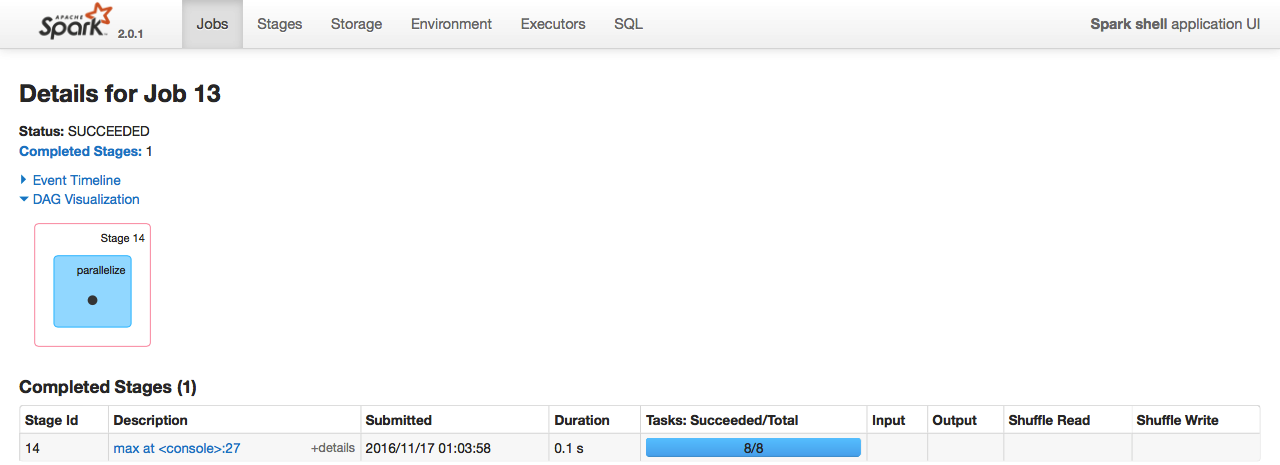 APACHE
Spark 2.0.1 Jobs Stages Storage Environment Executors SQL Spark shell application UI
Details for Job 13
Status: SUCCEEDED
Completed Stages: 1
Event Timeline
DAG Visualization
Stage 14
parallelize
Completed Stages (1)
Stage Id Description Submitted Duration Tasks: Succeeded/Total Input Output Shuffle Read Shuffle Write
14 max at <console>:27 +details 2016/11/17 01:03:58 0.1 s 8/8